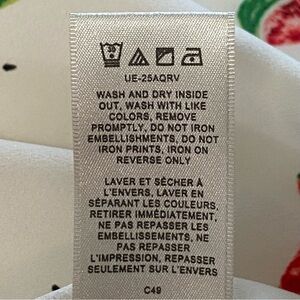 UE-25AQRV
WASH AND DRY INSIDE
OUT, WASH WITH LIKE
COLORS, REMOVE
PROMPTLY, DO NOT IRON
EMBELLISHMENTS, DO NOT
IRON PRINTS, IRON ON
REVERSE ONLY
LAVER ET SÉCHER À
L'ENVERS, LAVER EN
SÉPARANT LES COULEURS,
RETIRER IMMÉDIATEMENT,
NE PAS REPASSER LES
EMBELLISSEMENTS, NE
PAS REPASSER
L'IMPRESSION, REPASSER
SEULEMENT SUR L'ENVERS
C49